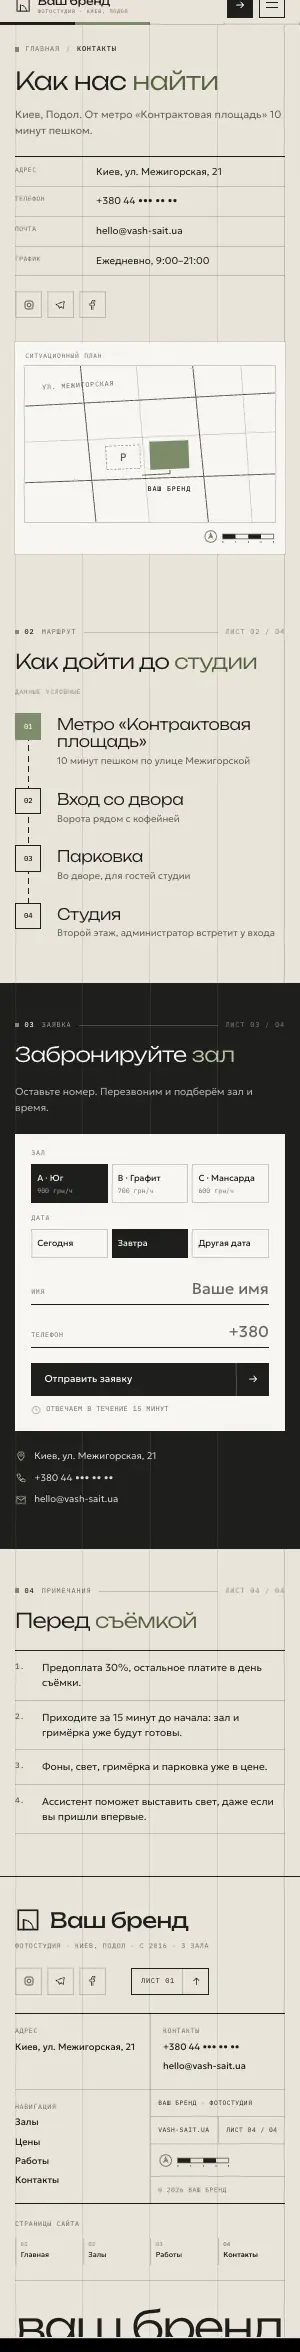 Ваш бренд
ФОТОСТУДИЯ · КИЕВ, ПОДОЛ
ГЛАВНАЯ / КОНТАКТЫ
Как нас найти
Киев, Подол. От метро «Контрактовая площадь» 10
минут пешком.
АДРЕС Киев, ул. Межигорская, 21
ТЕЛЕФОН +380 44 ••• •• ••
ПОЧТА hello@vash-sait.ua
ГРАФИК Ежедневно, 9:00–21:00
СИТУАЦИОННЫЙ ПЛАН
УЛ. МЕЖИГОРСКАЯ
P
ВАШ БРЕНД
A
02 МАРШРУТ ЛИСТ 02 / 04
Как дойти до студии
ДАННЫЕ УСЛОВНЫЕ
01 Метро «Контрактовая
площадь»
10 минут пешком по улице Межигорской
02 Вход со двора
Ворота рядом с кофейней
03 Парковка
Во дворе, для гостей студии
04 Студия
Второй этаж, администратор встретит у входа
03 ЗАЯВКА ЛИСТ 03 / 04
Забронируйте зал
Оставьте номер. Перезвоним и подберём зал и
время.
ЗАЛ
A · Юг B · Графит C · Мансарда
900 грн/ч 700 грн/ч 600 грн/ч
ДАТА
Сегодня Завтра Другая дата
ИМЯ Ваше имя
ТЕЛЕФОН +380
Отправить заявку →
ОТВЕЧАЕМ В ТЕЧЕНИЕ 15 МИНУТ
Киев, ул. Межигорская, 21
+380 44 ••• •• ••
hello@vash-sait.ua
04 ПРИМЕЧАНИЯ ЛИСТ 04 / 04
Перед съёмкой
1. Предоплата 30%, остальное платите в день
съёмки.
2. Приходите за 15 минут до начала: зал и
гримёрка уже будут готовы.
3. Фоны, свет, гримёрка и парковка уже в цене.
4. Ассистент поможет выставить свет, даже если
вы пришли впервые.
Ваш бренд
ФОТОСТУДИЯ · КИЕВ, ПОДОЛ · С 2016 · 3 ЗАЛА
ЛИСТ 01 ↑
АДРЕС
Киев, ул. Межигорская, 21
КОНТАКТЫ
+380 44 ••• •• ••
hello@vash-sait.ua
НАВИГАЦИЯ
Залы
Цены
Работы
Контакты
ВАШ БРЕНД · ФОТОСТУДИЯ
VASH-SAIT.UA ЛИСТ 04 / 04
A
© 2026 ВАШ БРЕНД
СТРАНИЦЫ САЙТА
01 02 03 04
Главная Залы Работы Контакты
ваш бренд